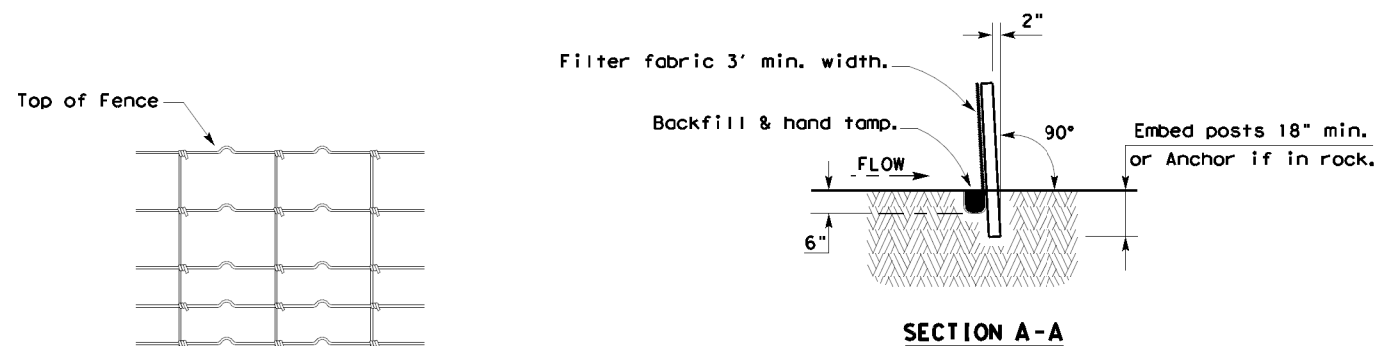 Top of Fence
2"
Filter fabric 3' min. width.
Backfill & hand tamp.
90°
Embed posts 18" min.
or Anchor if in rock.
FLOW
6"
SECTION A-A